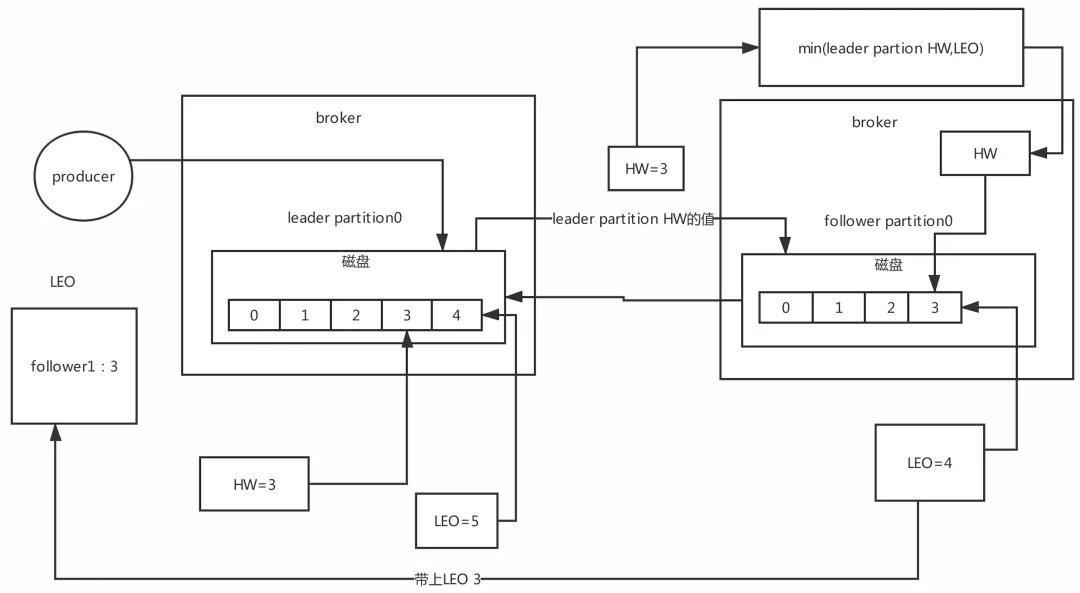 min(leader partion HW,LEO)
broker
broker
HW
HW=3
producer
leader partition0
leader partition HW的值
follower partition0
磁盘
磁盘
LEO
0 1 2 3 4
0 1 2 3
follower1 : 3
HW=3
LEO=4
LEO=5
带上LEO 3